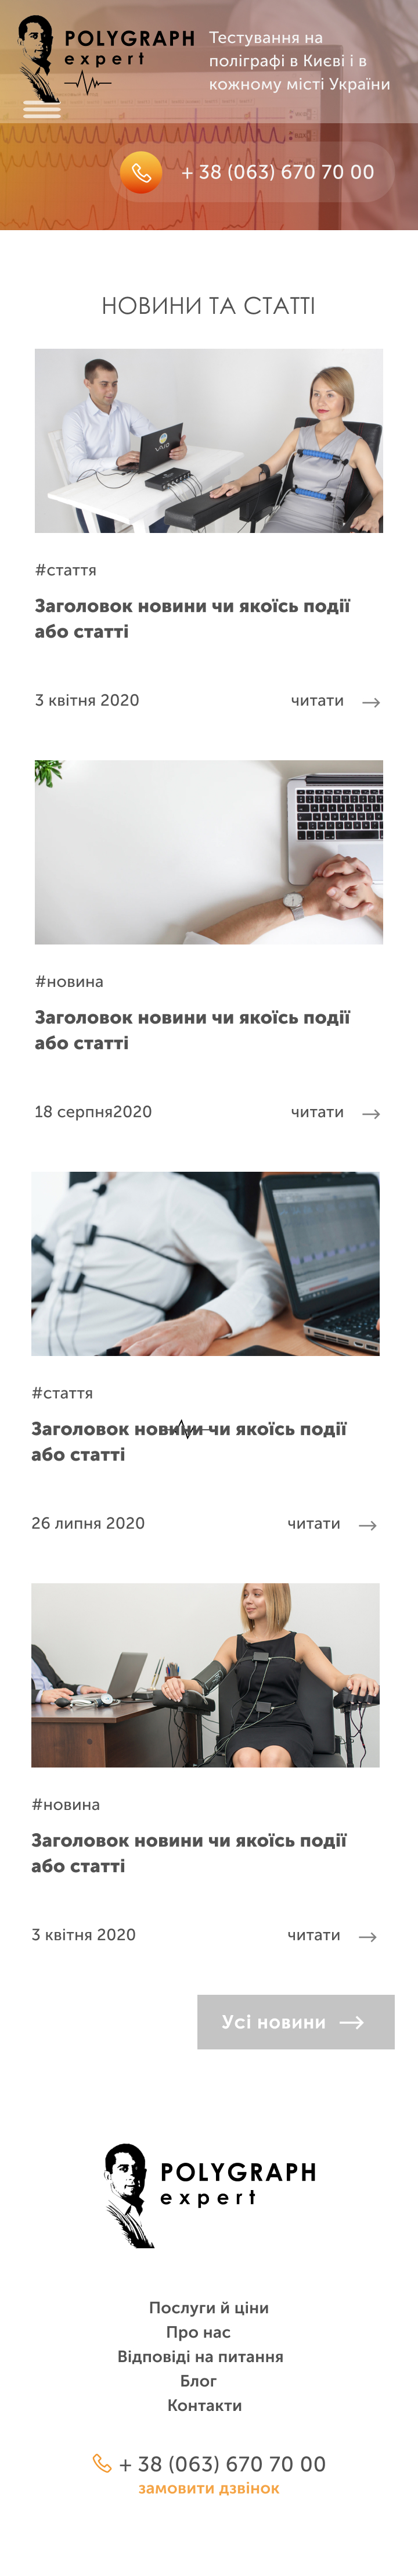 POLYGRAPH
expert
Тестування на
поліграфі в Києві і в
кожному місті України
+ 38 (063) 670 70 00
НОВИНИ ТА СТАТТІ
#стаття
Заголовок новини чи якоїсь події
або статті
3 квітня 2020 читати
#новина
Заголовок новини чи якоїсь події
або статті
18 серпня2020 читати
#стаття
Заголовок новини чи якоїсь події
або статті
26 липня 2020 читати
#новина
Заголовок новини чи якоїсь події
або статті
3 квітня 2020 читати
Усі новини
POLYGRAPH
expert
Послуги й ціни
Про нас
Відповіді на питання
Блог
Контакти
+ 38 (063) 670 70 00
замовити дзвінок